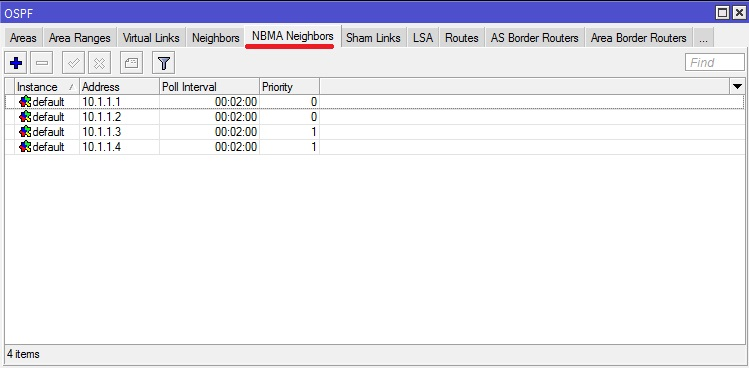 OSPF
Areas Area Ranges Virtual Links Neighbors NBMA Neighbors Sham Links LSA Routes AS Border Routers Area Border Routers ...
Find
Instance Address Poll Interval Priority
default 10.1.1.1 00:02:00 0
default 10.1.1.2 00:02:00 0
default 10.1.1.3 00:02:00 1
default 10.1.1.4 00:02:00 1
4 items